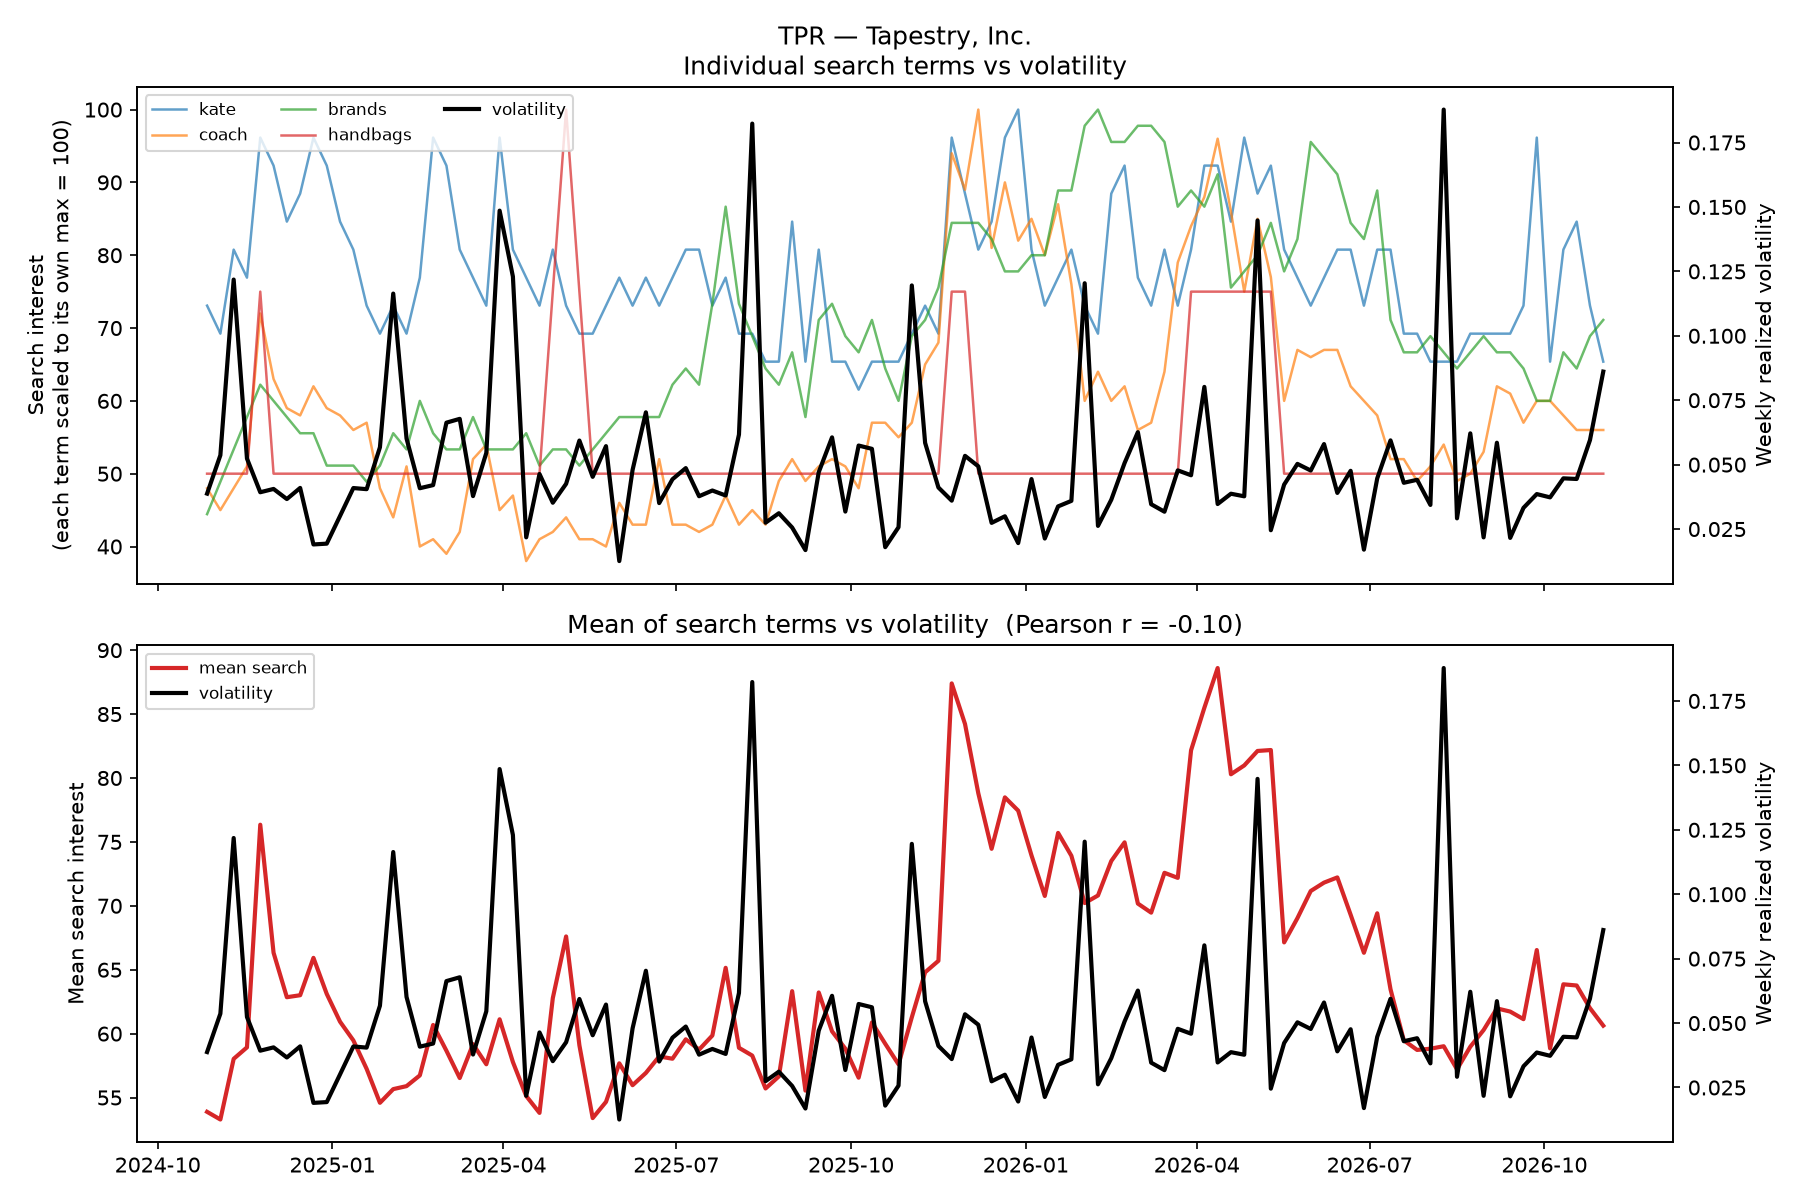 TPR — Tapestry, Inc.
Individual search terms vs volatility
kate
coach
brands
handbags
volatility
100
90
80
70
60
50
40
Search interest
(each term scaled to its own max = 100)
0.175
0.150
0.125
0.100
0.075
0.050
0.025
Weekly realized volatility
Mean of search terms vs volatility (Pearson r = -0.10)
mean search
volatility
90
85
80
75
70
65
60
55
Mean search interest
0.175
0.150
0.125
0.100
0.075
0.050
0.025
Weekly realized volatility
2024-10
2025-01
2025-04
2025-07
2025-10
2026-01
2026-04
2026-07
2026-10